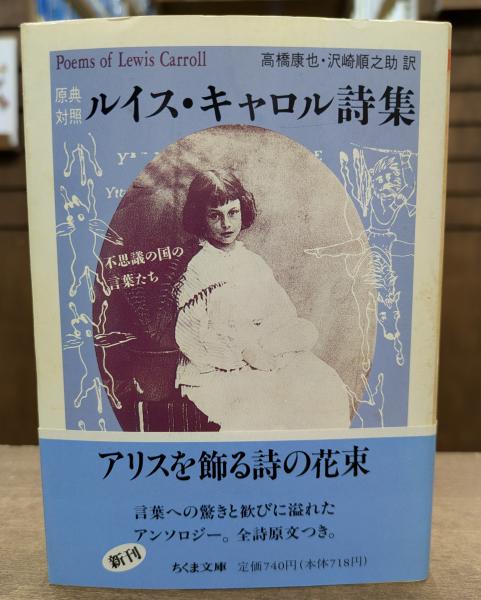 Poems of Lewis Carroll
高橋康也・沢崎順之助 訳
原典
対照
ルイス・キャロル詩集
不思議の国の
言葉たち
アリスを飾る詩の花束
言葉への驚きと歓びに溢れた
アンソロジー。全詩原文つき。
新刊
ちくま文庫 定価740円(本体718円)